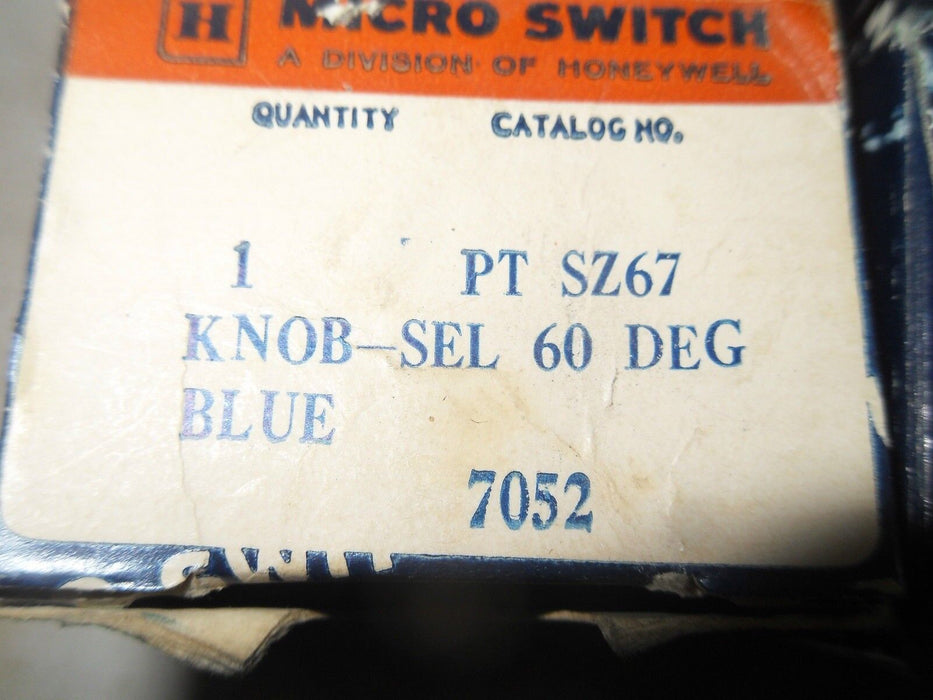 H MICRO SWITCH
A DIVISION OF HONEYWELL
QUANTITY CATALOG NO.
1 PT SZ67
KNOB-SEL 60 DEG
BLUE
7052